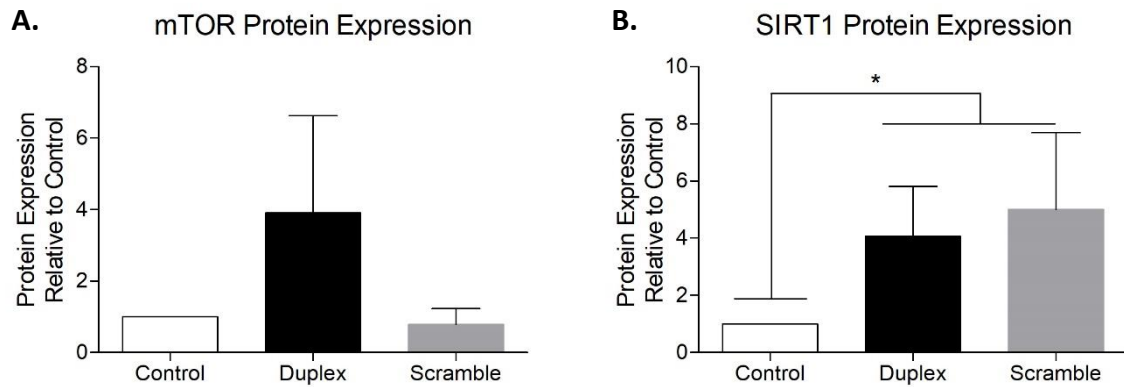 A.
mTOR Protein Expression
Protein Expression
Relative to Control
8
6
4
2
0
Control
Duplex
Scramble
B.
SIRT1 Protein Expression
Protein Expression
Relative to Control
10
8
6
4
2
0
*
Control
Duplex
Scramble